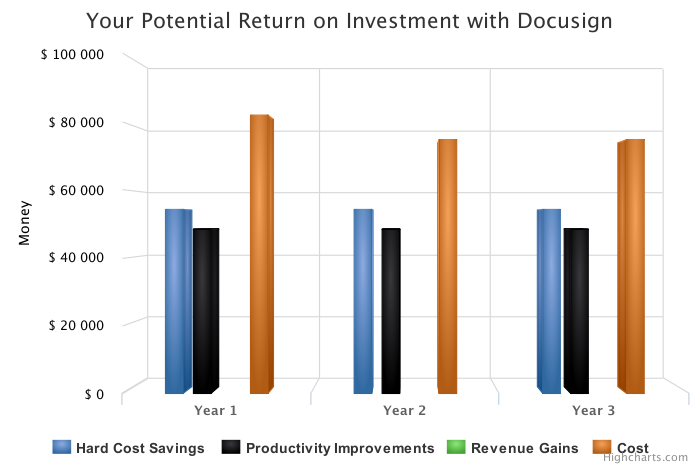 Your Potential Return on Investment with Docusign
$ 100 000
$ 80 000
$ 60 000
$ 40 000
$ 20 000
$ 0
Money
Year 1 Year 2 Year 3
Hard Cost Savings Productivity Improvements Revenue Gains Cost
Highcharts.com